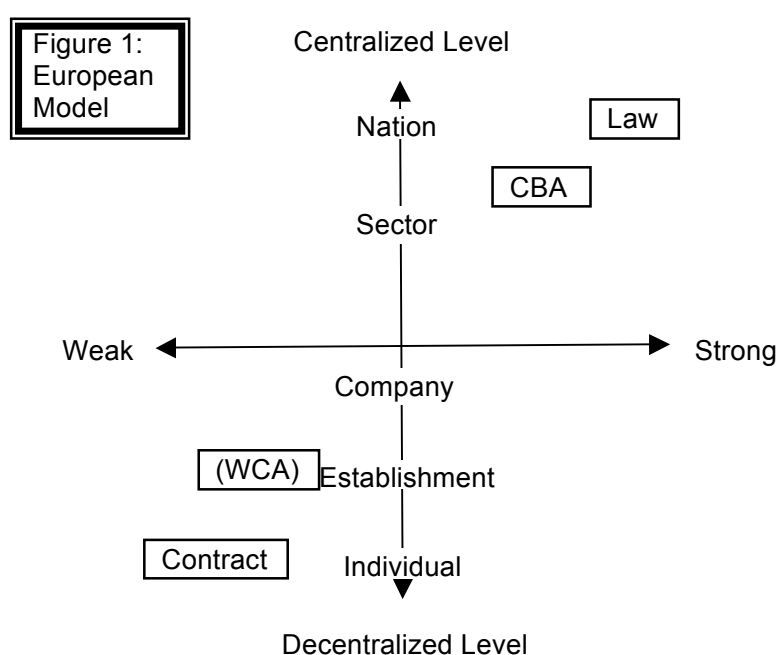 Figure 1:
European
Model
Centralized Level
Nation
Law
CBA
Sector
Weak
Strong
Company
(WCA)
Establishment
Contract
Individual
Decentralized Level